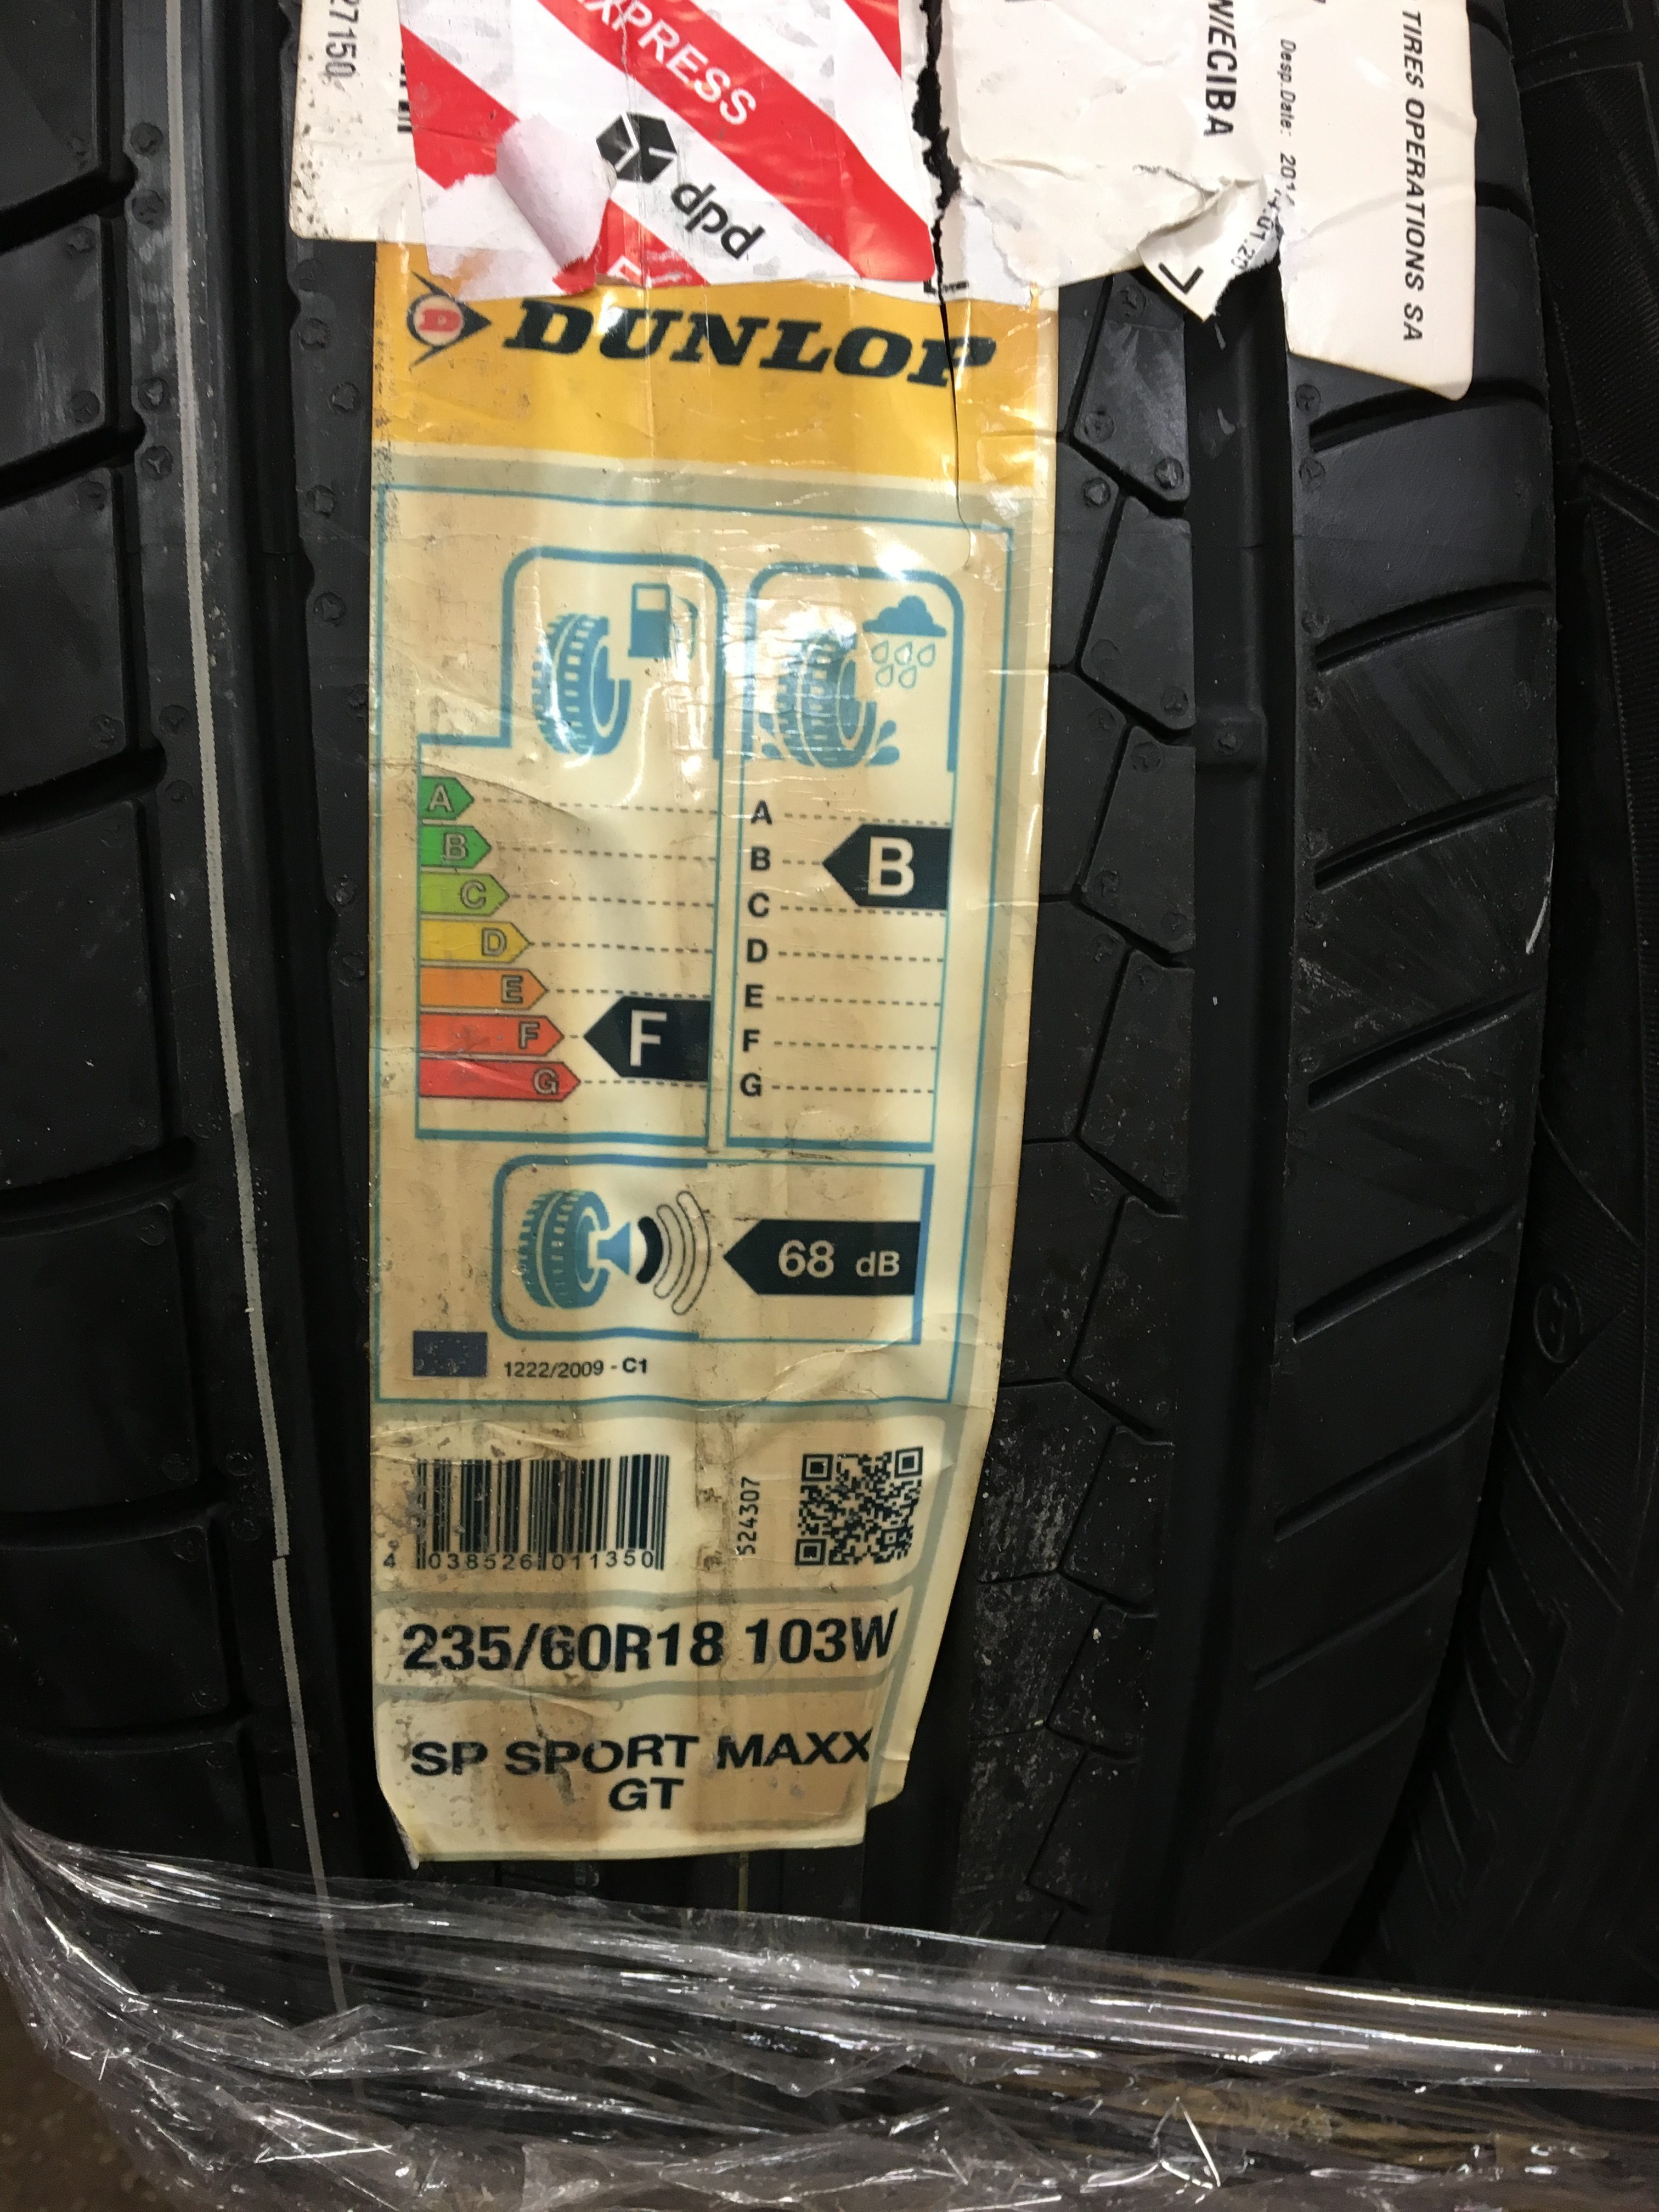 27150
EXPRESS
dpd
W/ECIBA
Desp.Date:
TIRES OPERATIONS SA
D DUNLOP
A
B
C
D
E
F
G
F
A
B
C
D
E
F
G
B
68 dB
1222/2009 - C1
4 038526 011350
524307
235/60R18 103W
SP SPORT MAXX
GT